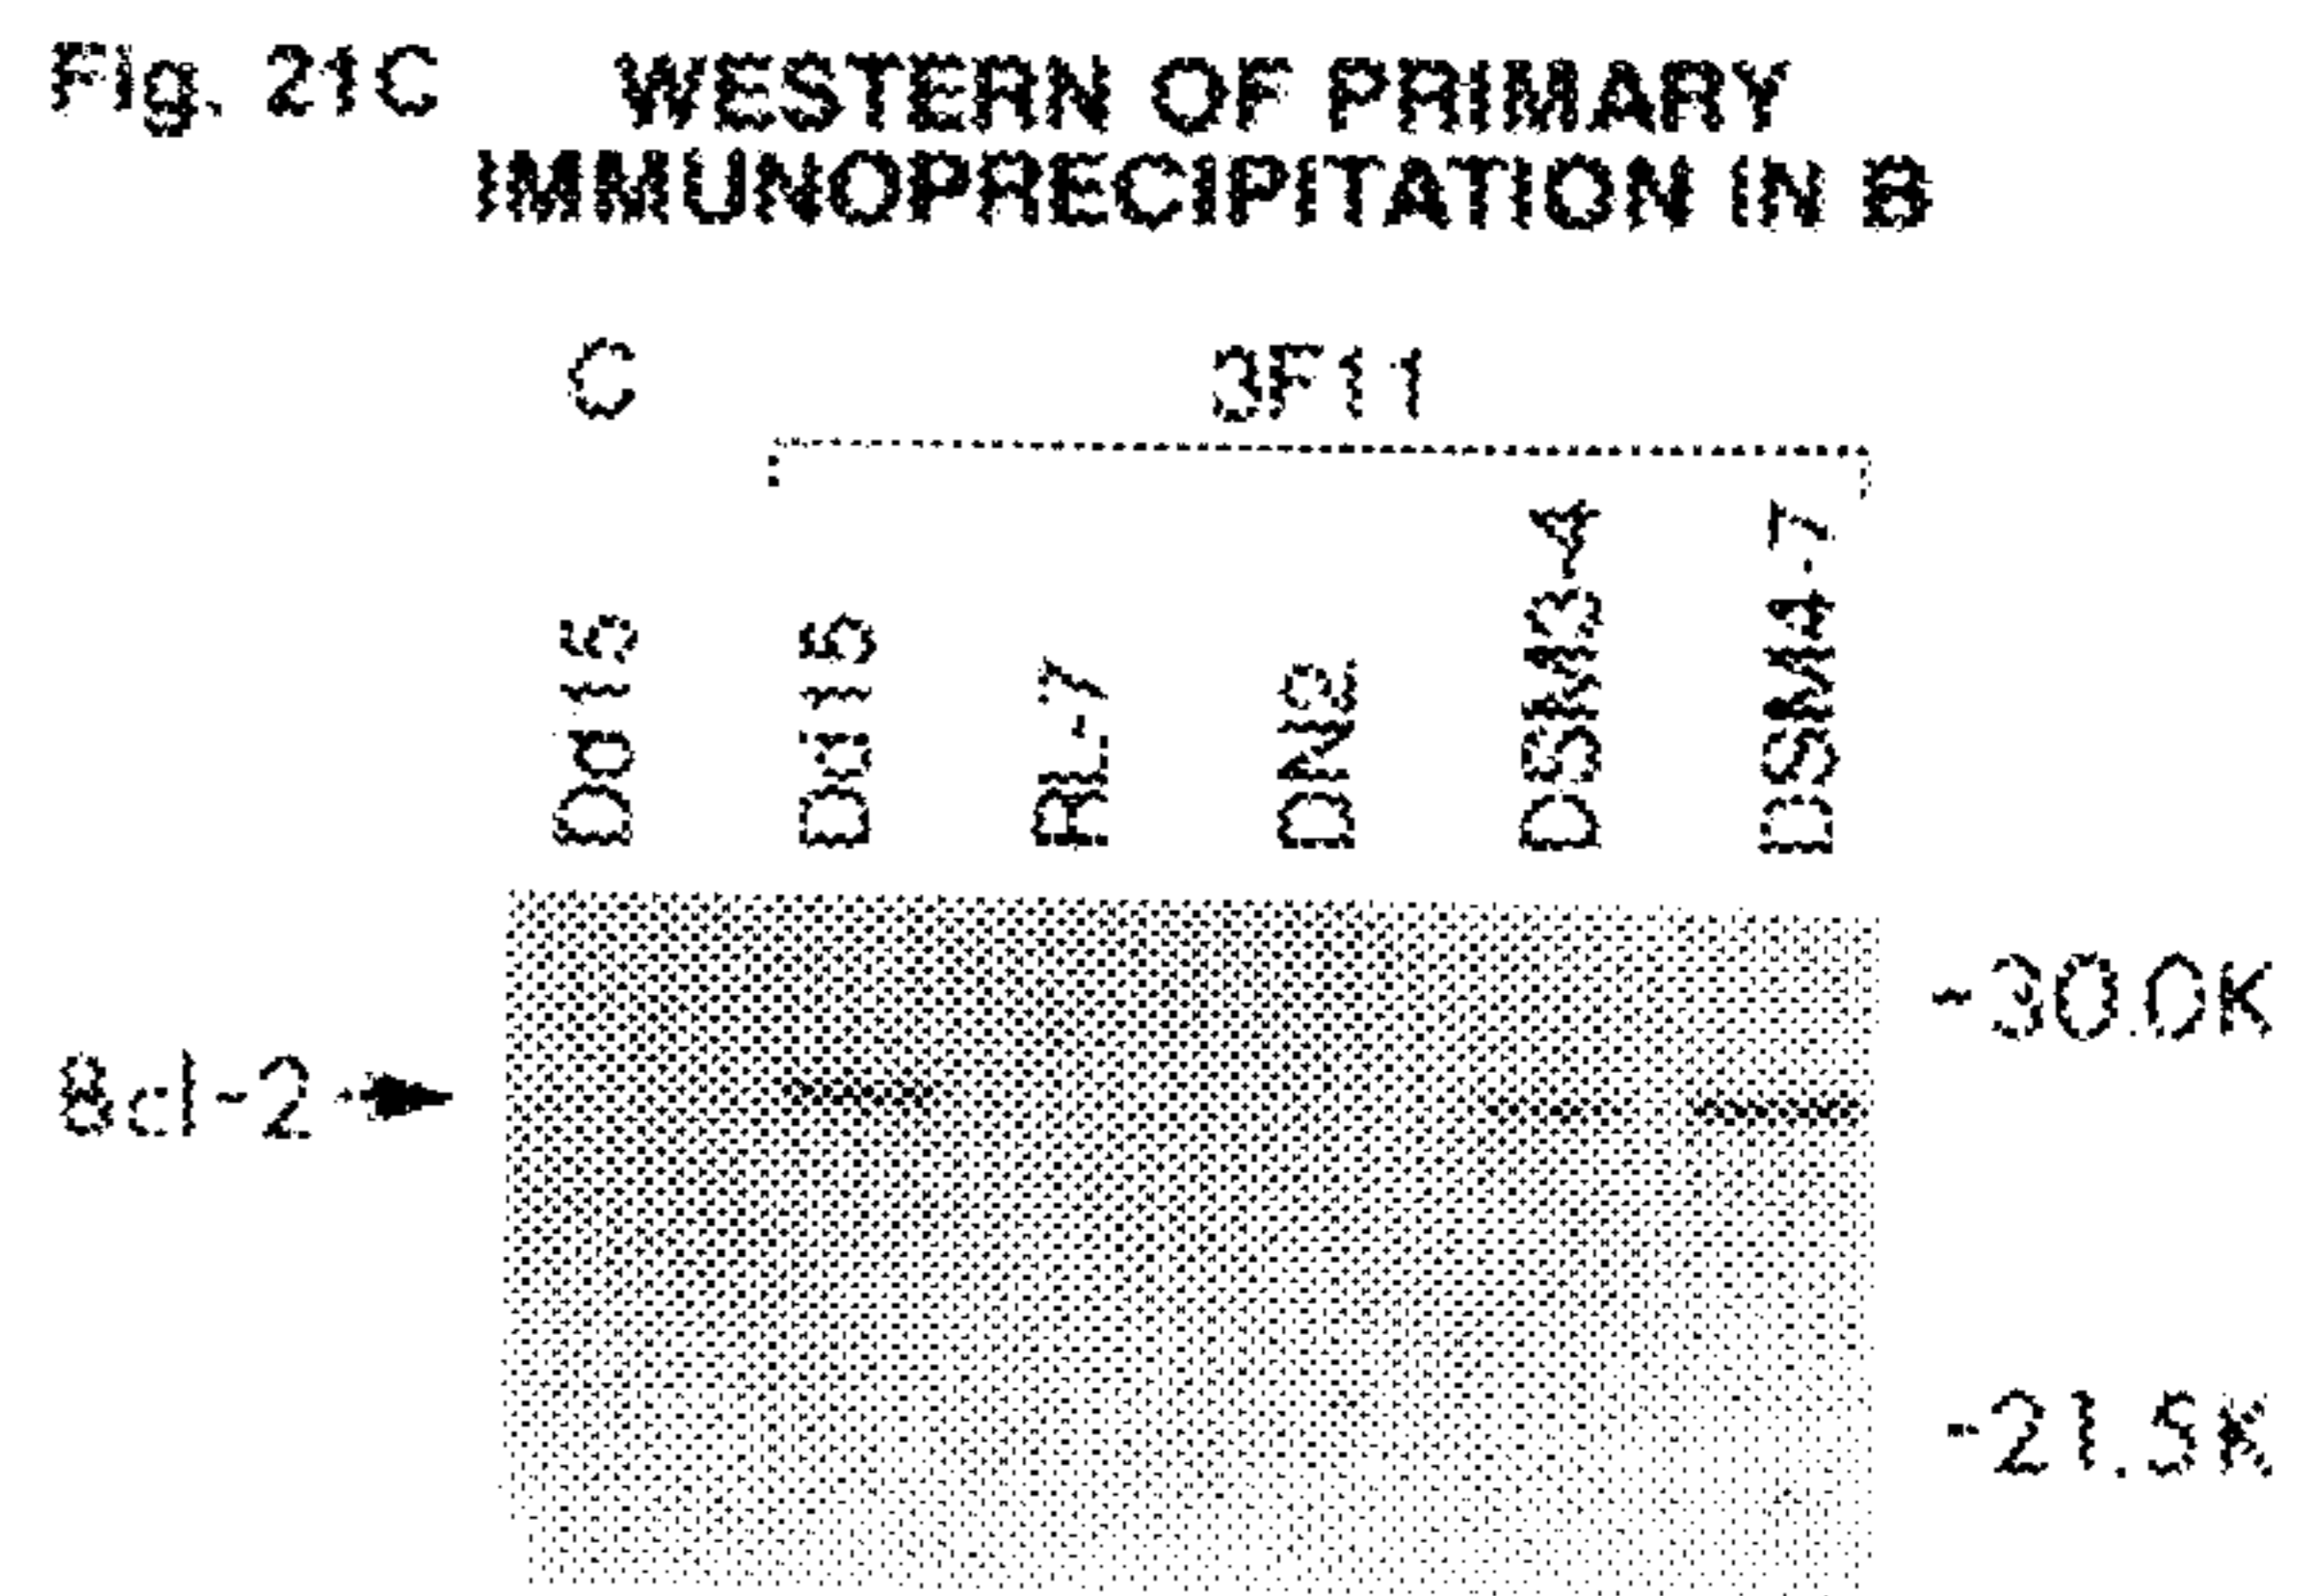 Fig. 21C
WESTERN OF PRIMARY
IMMUNOPRECIPITATION IN B
C
3F11
Dd15
Dd15
RL-7
DN2
DSM3-4
DSM4-7
-30.0K
Bcl-2
-21.5K